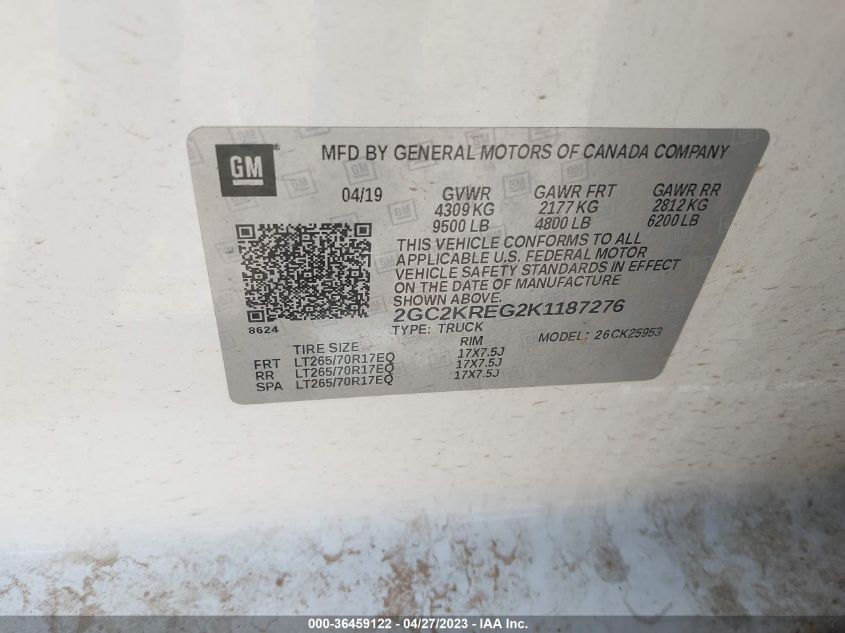 GM
MFD BY GENERAL MOTORS OF CANADA COMPANY
04/19 GVWR GAWR FRT GAWR RR
4309 KG 2177 KG 2812 KG
9500 LB 4800 LB 6200 LB
THIS VEHICLE CONFORMS TO ALL
APPLICABLE U.S. FEDERAL MOTOR
VEHICLE SAFETY STANDARDS IN EFFECT
ON THE DATE OF MANUFACTURE
SHOWN ABOVE.
2GC2KREG2K1187276
8624
TYPE: TRUCK MODEL: 26CK25953
TIRE SIZE RIM
FRT LT265/70R17EQ 17X7.5J
RR LT265/70R17EQ 17X7.5J
SPA LT265/70R17EQ 17X7.5J
000-36459122 - 04/27/2023 - IAA Inc.